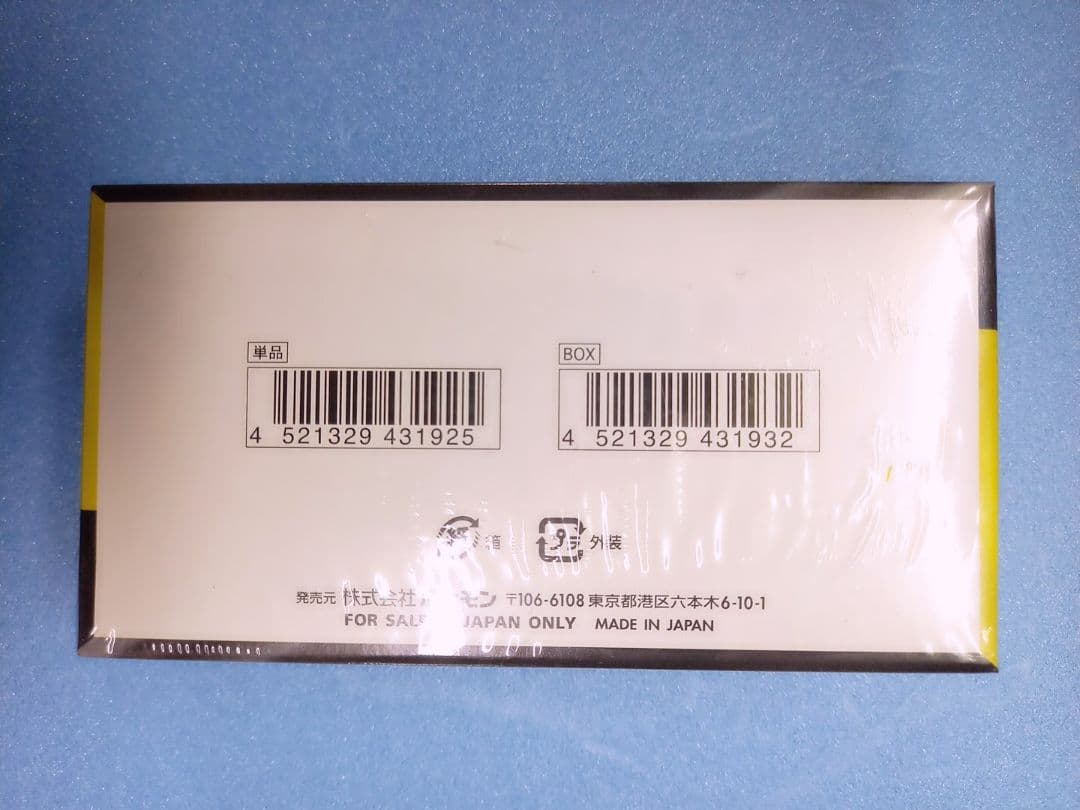 単品
BOX
4 521329 431925
4 521329 431932
箱
外装
発売元 株式会社 〒106-6108 東京都港区六本木6-10-1
FOR SALE JAPAN ONLY MADE IN JAPAN